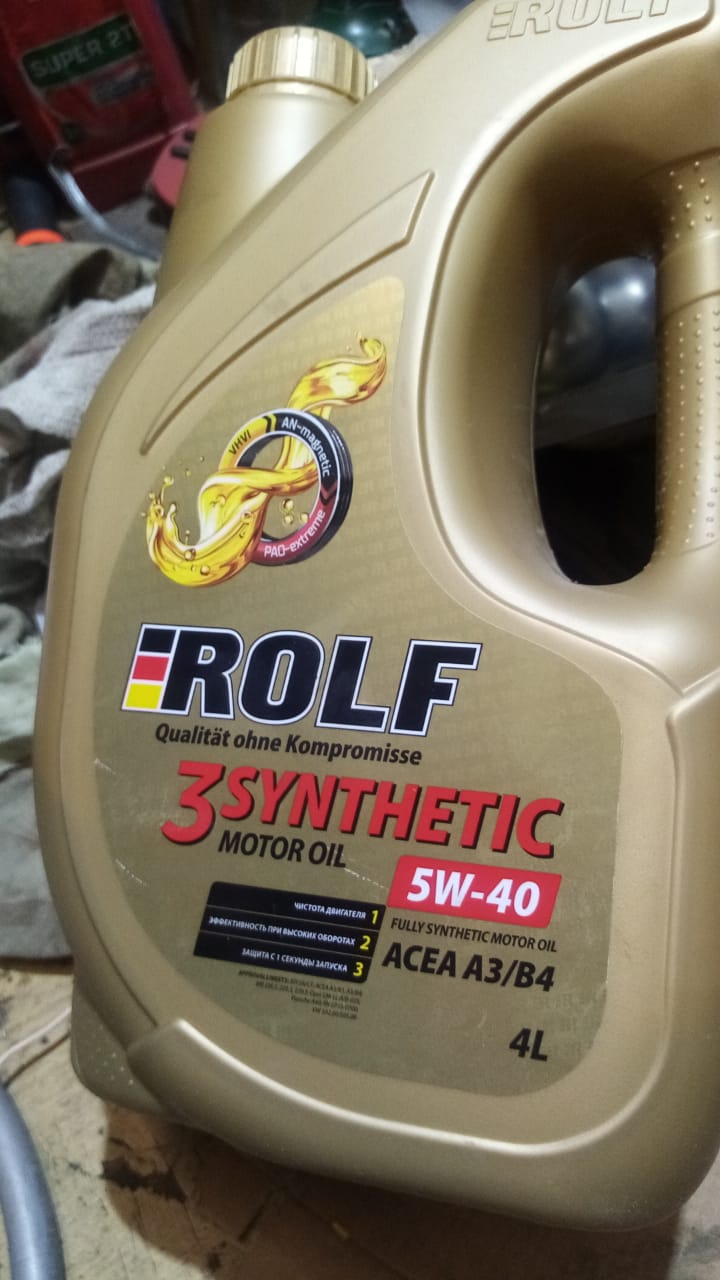 ROLF
SUPER 2T
VHVI
AN-magnetic
PAO-extreme
ROLF
Qualität ohne Kompromisse
3SYNTHETIC
MOTOR OIL
5W-40
ЧИСТОТА ДВИГАТЕЛЯ 1
ЭФФЕКТИВНОСТЬ ПРИ ВЫСОКИХ ОБОРОТАХ 2
ЗАЩИТА С 1 СЕКУНДЫ ЗАПУСКА 3
FULLY SYNTHETIC MOTOR OIL
ACEA A3/B4
4L